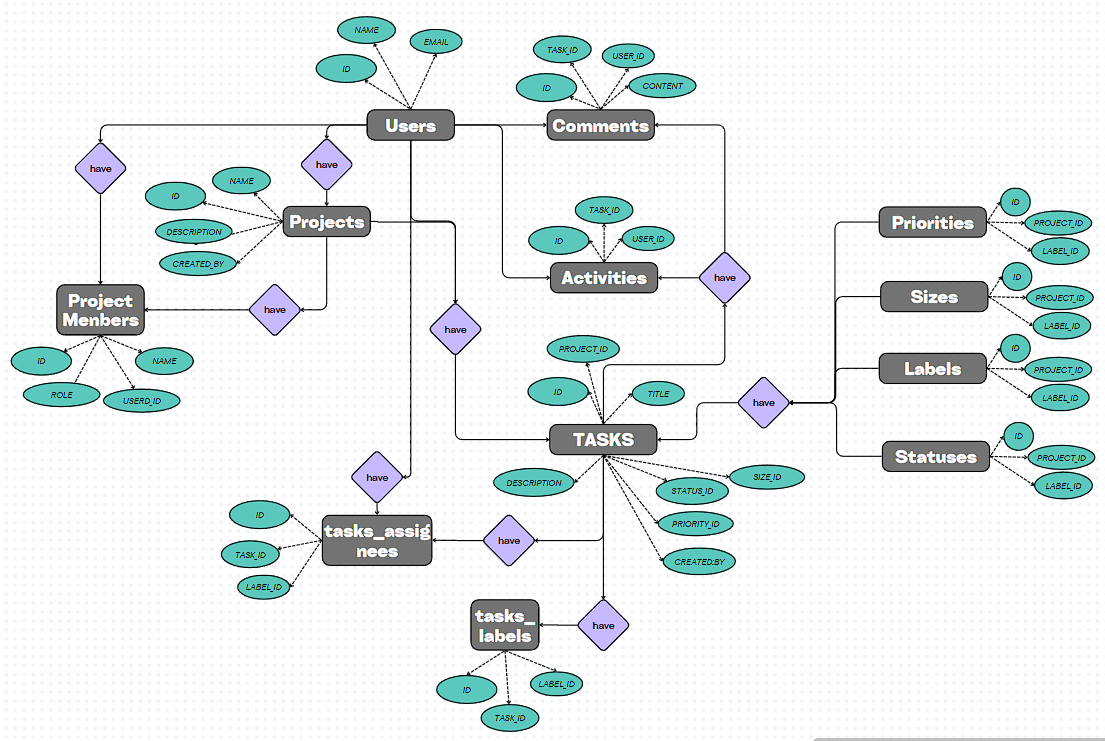 NAME
EMAIL
ID
Users
TASK_ID
USER_ID
ID
CONTENT
Comments
have
have
NAME
ID
DESCRIPTION
CREATED_BY
Projects
TASK_ID
ID
USER_ID
Activities
have
ID
PROJECT_ID
LABEL_ID
Priorities
ID
PROJECT_ID
LABEL_ID
Sizes
ID
PROJECT_ID
LABEL_ID
Labels
ID
PROJECT_ID
LABEL_ID
Statuses
Project
Menbers
have
have
ID
NAME
ROLE
USERD_ID
PROJECT_ID
ID
TITLE
TASKS
have
DESCRIPTION
SIZE_ID
STATUS_ID
PRIORITY_ID
CREATED:BY
have
ID
TASK_ID
LABEL_ID
tasks_assig
nees
have
tasks_
labels
have
ID
LABEL_ID
TASK_ID